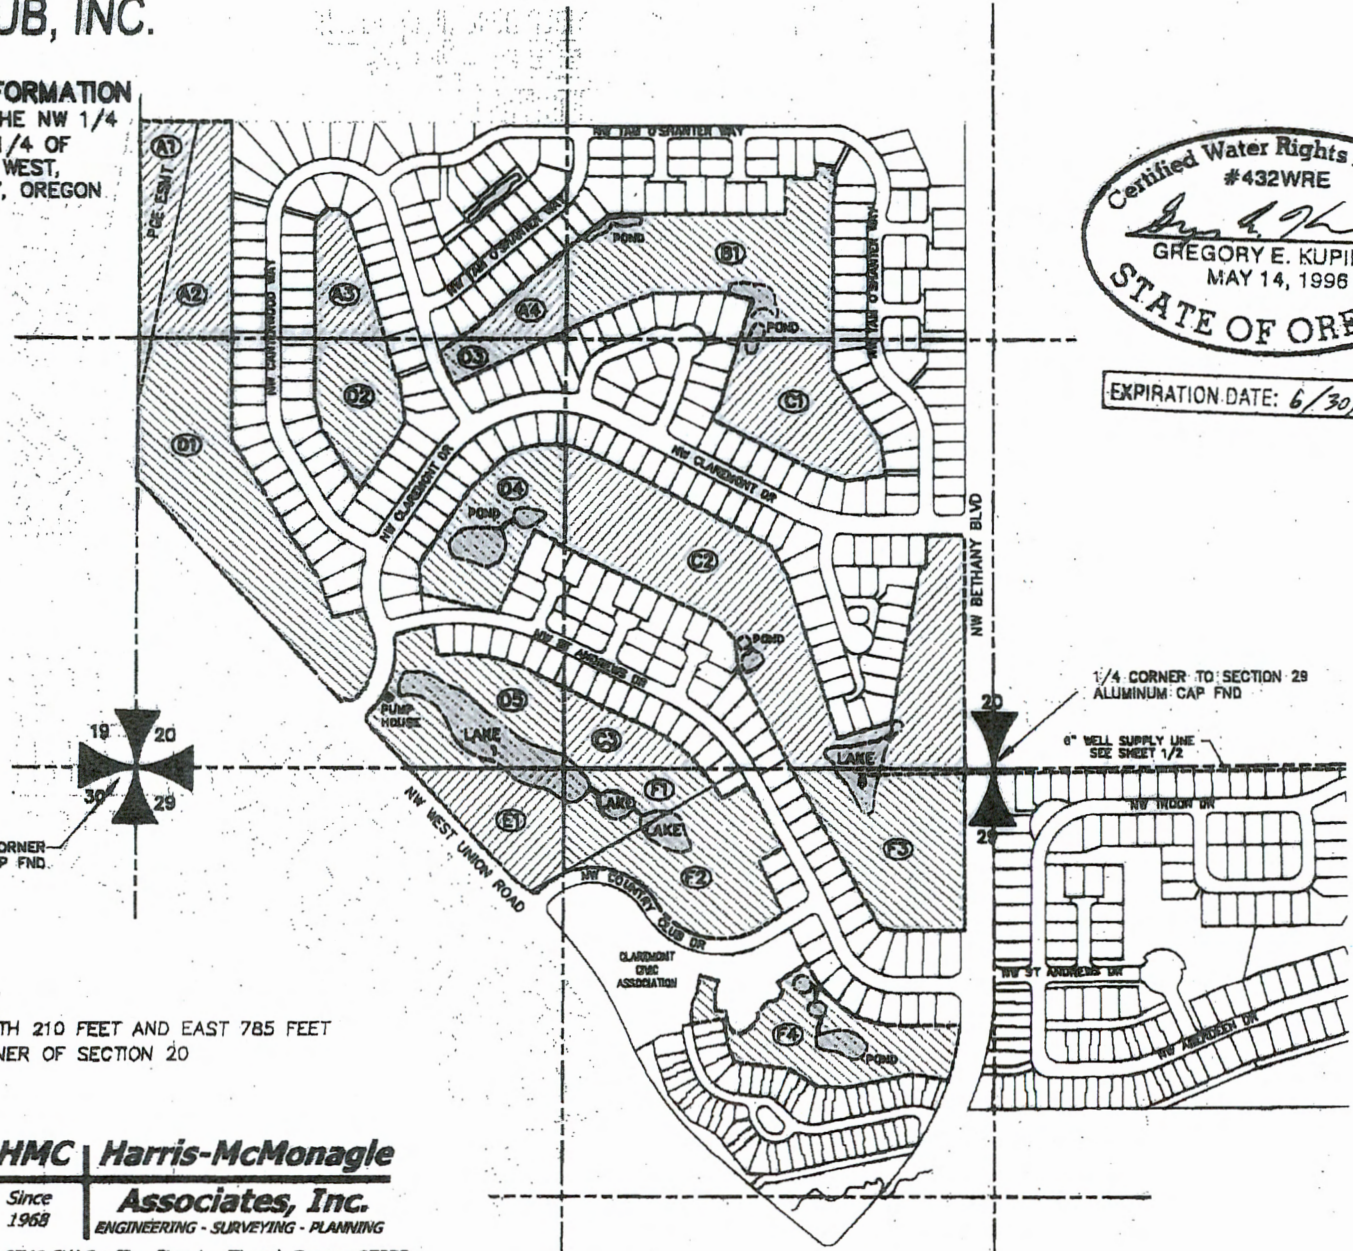 UB, INC.
FORMATION
HE NW 1/4
1/4 OF
WEST,
, OREGON
Certified Water Rights
#432WRE
GREGORY E. KUPI
MAY 14, 1996
STATE OF ORE
EXPIRATION DATE: 6/30/
A1
PGE ESMT
A2
A3
A4
B1
C1
C2
C3
D1
D2
D3
D4
D5
E1
F1
F2
F3
F4
NW TAM O'SHANTER WAY
NW TAM O'SHANTER WAY
NW TAM O'SHANTER WAY
NW CLAREMONT DR
NW CLAREMONT DR
NW ST ANDREWS DR
NW BETHANY BLVD
POND
POND
POND
POND
POND
PUMP
HOUSE
LAKE
1
LAKE
LAKE
LAKE
NW WEST UNION ROAD
NW COUNTRY CLUB DR
CLAREMONT
CIVIC
ASSOCIATION
19
20
30
29
20
29
1/4 CORNER TO SECTION 29
ALUMINUM CAP FND
6" WELL SUPPLY LINE
SEE SHEET 1/2
NW ST ANDREWS DR
NW ABERDEEN DR
ORNER
P FND
TH 210 FEET AND EAST 785 FEET
NER OF SECTION 20
HMC
Harris-McMonagle
Since
1968
Associates, Inc.
ENGINEERING - SURVEYING - PLANNING